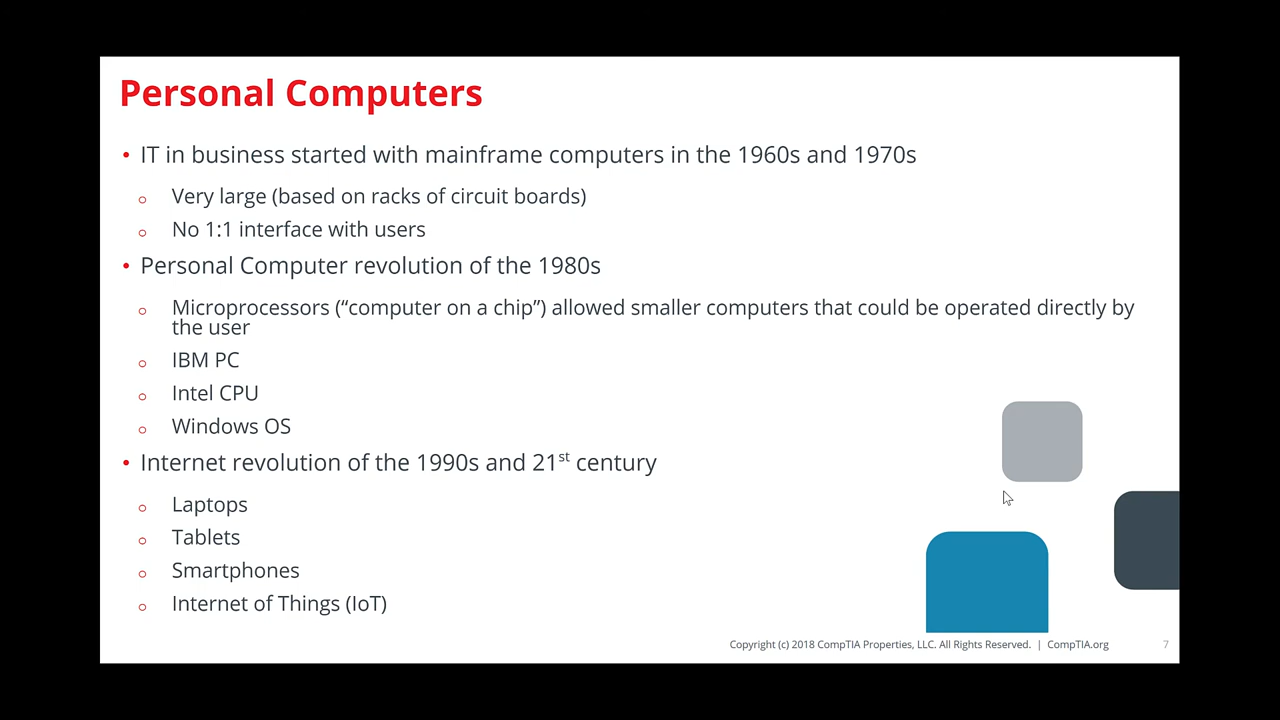 Personal Computers
• IT in business started with mainframe computers in the 1960s and 1970s
o Very large (based on racks of circuit boards)
o No 1:1 interface with users
• Personal Computer revolution of the 1980s
o Microprocessors (“computer on a chip”) allowed smaller computers that could be operated directly by
the user
o IBM PC
o Intel CPU
o Windows OS
• Internet revolution of the 1990s and 21st century
o Laptops
o Tablets
o Smartphones
o Internet of Things (IoT)
Copyright (c) 2018 CompTIA Properties, LLC. All Rights Reserved. | CompTIA.org 7